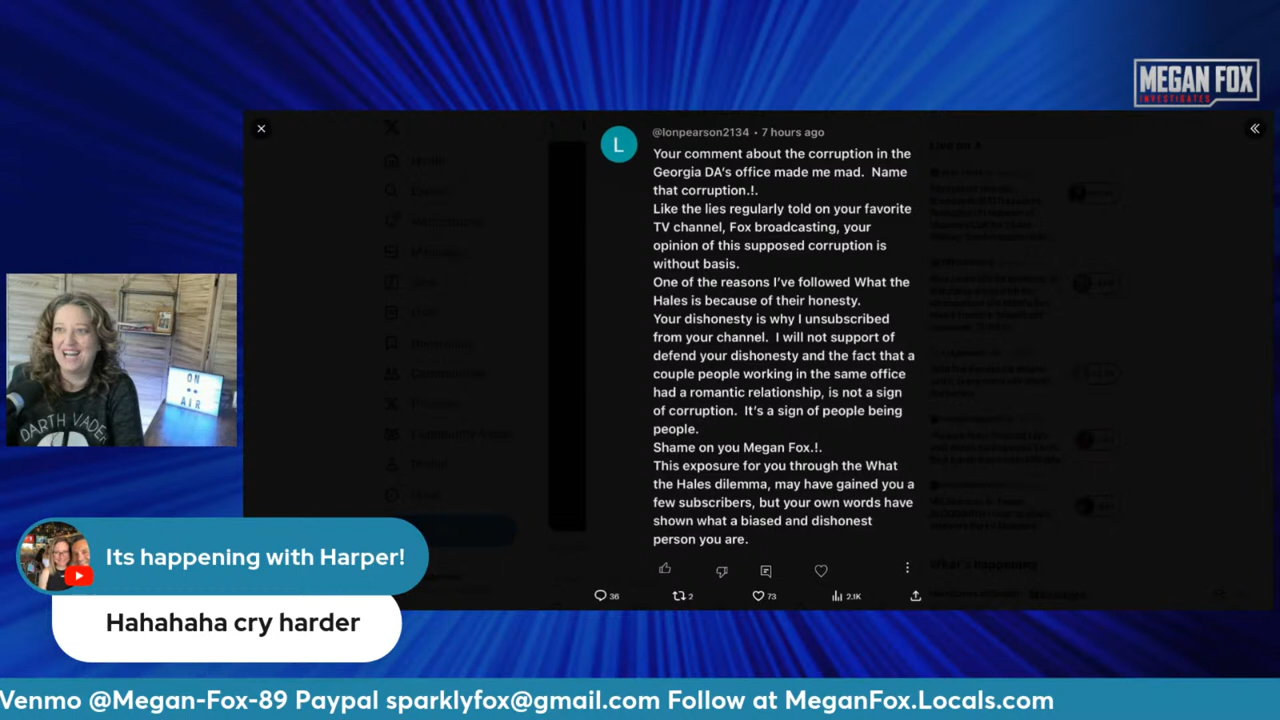 MEGAN FOX
INVESTIGATES
@lonpearson2134 • 7 hours ago
L
Your comment about the corruption in the
Georgia DA's office made me mad.  Name
that corruption.!.
Like the lies regularly told on your favorite
TV channel, Fox broadcasting, your
opinion of this supposed corruption is
without basis.
One of the reasons I've followed What the
Hales is because of their honesty.
Your dishonesty is why I unsubscribed
from your channel.  I will not support of
defend your dishonesty and the fact that a
couple people working in the same office
had a romantic relationship, is not a sign
of corruption.  It's a sign of people being
people.
Shame on you Megan Fox.!.
This exposure for you through the What
the Hales dilemma, may have gained you a
few subscribers, but your own words have
shown what a biased and dishonest
person you are.
36 2 73 2.1K
ON
AIR
DARTH VADER
Its happening with Harper!
Hahahaha cry harder
Venmo @Megan-Fox-89 Paypal sparklyfox@gmail.com Follow at MeganFox.Locals.com